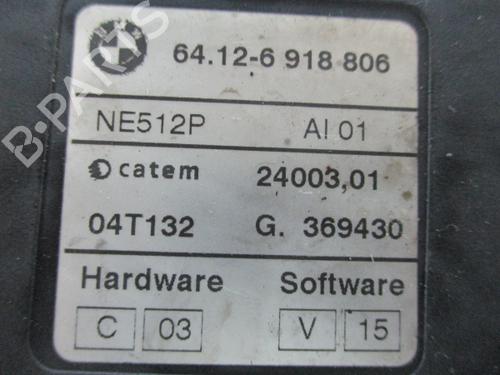 64.12-6 918 806
NE512P AI 01
catem 24003,01
04T132 G. 369430
Hardware Software
C 03 V 15
B-PARTS